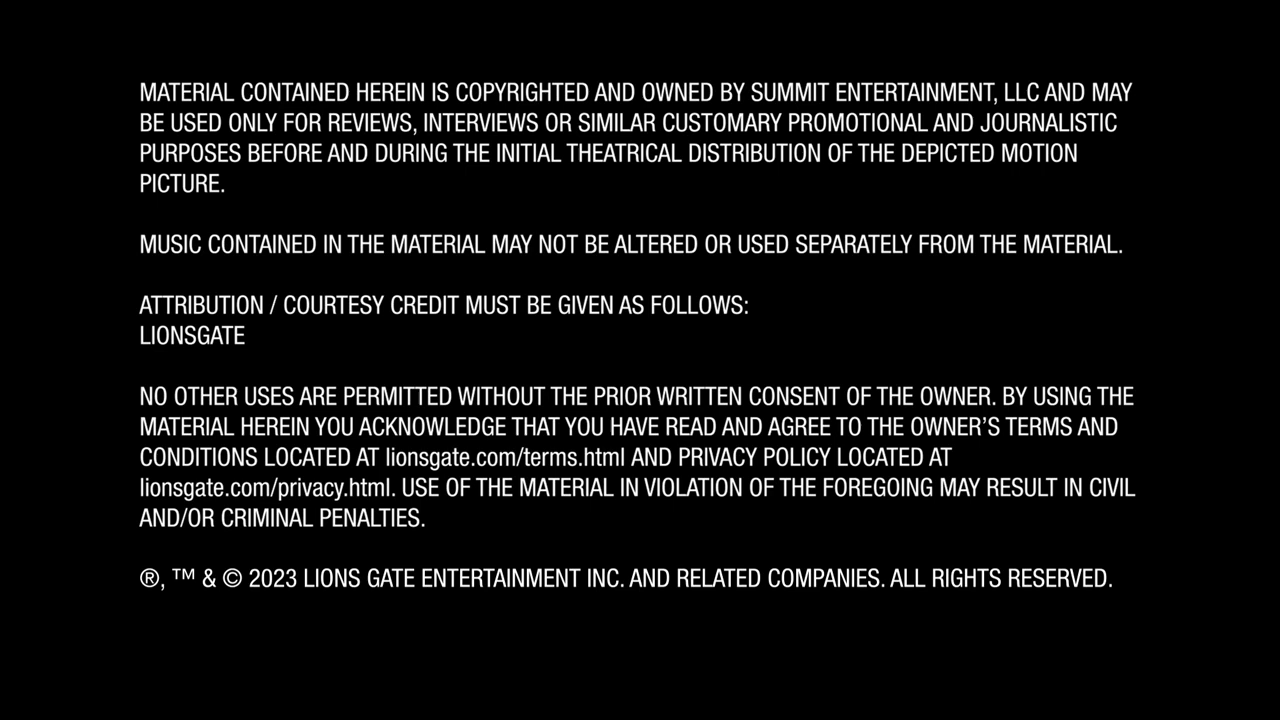 MATERIAL CONTAINED HEREIN IS COPYRIGHTED AND OWNED BY SUMMIT ENTERTAINMENT, LLC AND MAY
BE USED ONLY FOR REVIEWS, INTERVIEWS OR SIMILAR CUSTOMARY PROMOTIONAL AND JOURNALISTIC
PURPOSES BEFORE AND DURING THE INITIAL THEATRICAL DISTRIBUTION OF THE DEPICTED MOTION
PICTURE.
MUSIC CONTAINED IN THE MATERIAL MAY NOT BE ALTERED OR USED SEPARATELY FROM THE MATERIAL.
ATTRIBUTION / COURTESY CREDIT MUST BE GIVEN AS FOLLOWS:
LIONSGATE
NO OTHER USES ARE PERMITTED WITHOUT THE PRIOR WRITTEN CONSENT OF THE OWNER. BY USING THE
MATERIAL HEREIN YOU ACKNOWLEDGE THAT YOU HAVE READ AND AGREE TO THE OWNER’S TERMS AND
CONDITIONS LOCATED AT lionsgate.com/terms.html AND PRIVACY POLICY LOCATED AT
lionsgate.com/privacy.html. USE OF THE MATERIAL IN VIOLATION OF THE FOREGOING MAY RESULT IN CIVIL
AND/OR CRIMINAL PENALTIES.
®, ™ & © 2023 LIONS GATE ENTERTAINMENT INC. AND RELATED COMPANIES. ALL RIGHTS RESERVED.